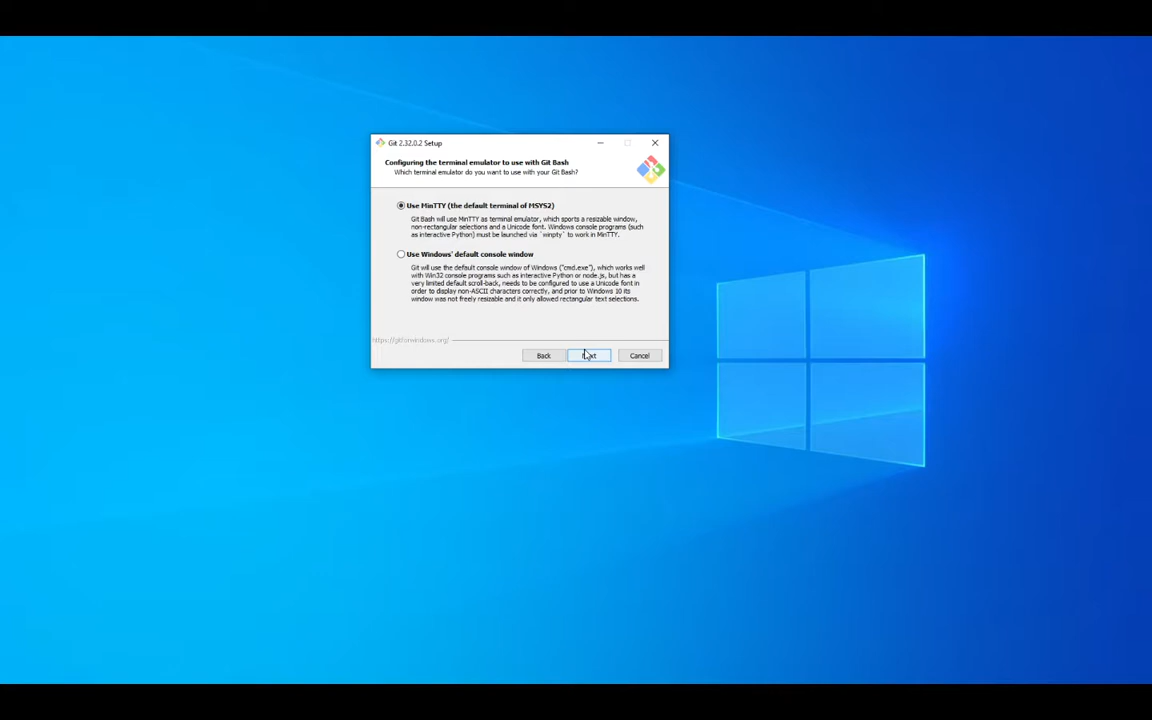 Git 2.32.0.2 Setup
Configuring the terminal emulator to use with Git Bash
Which terminal emulator do you want to use with your Git Bash?
Use MinTTY (the default terminal of MSYS2)
Git Bash will use MinTTY as terminal emulator, which sports a resizable window,
non-rectangular selections and a Unicode font. Windows console programs (such
as interactive Python) must be launched via `winpty` to work in MinTTY.
Use Windows' default console window
Git will use the default console window of Windows ("cmd.exe"), which works well
with Win32 console programs such as interactive Python or node.js, but has a
very limited default scroll-back, needs to be configured to use a Unicode font in
order to display non-ASCII characters correctly, and prior to Windows 10 its
window was not freely resizable and it only allowed rectangular text selections.
https://gitforwindows.org/
Back
Next
Cancel